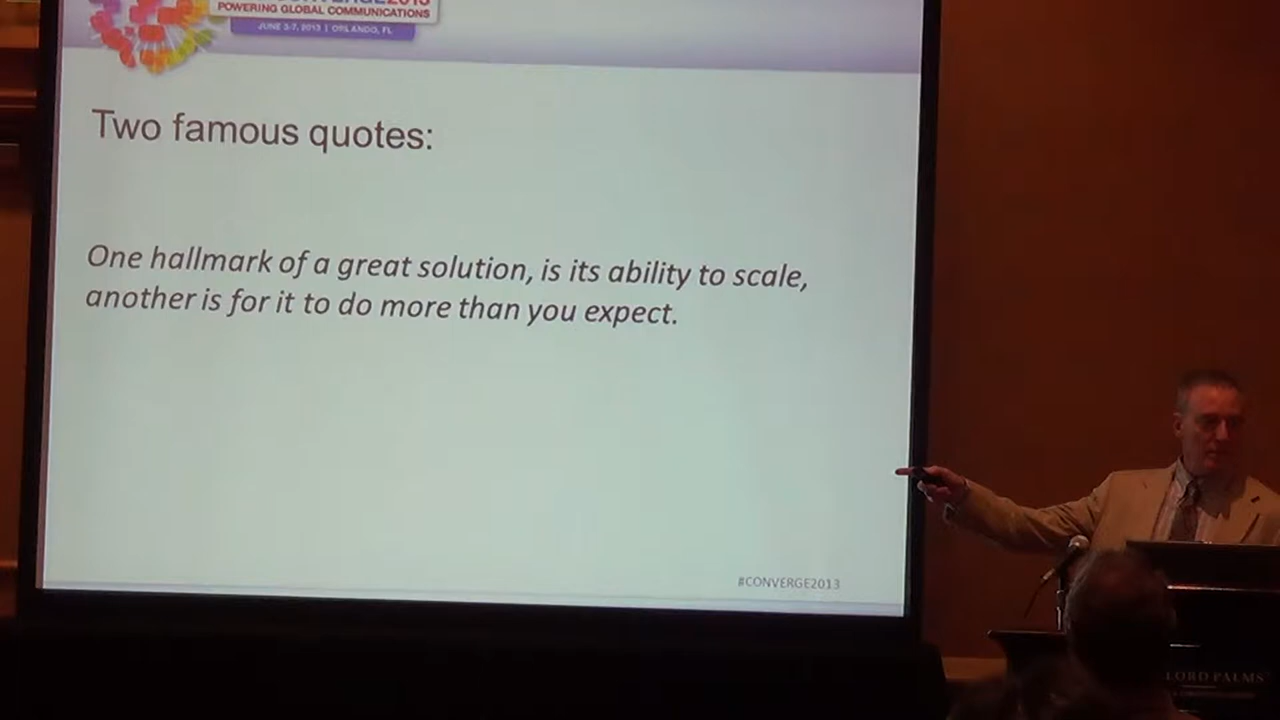 POWERING GLOBAL COMMUNICATIONS
JUNE 3-7, 2013 | ORLANDO, FL
Two famous quotes:
One hallmark of a great solution, is its ability to scale,
another is for it to do more than you expect.
#CONVERGE2013
LORD PALMS